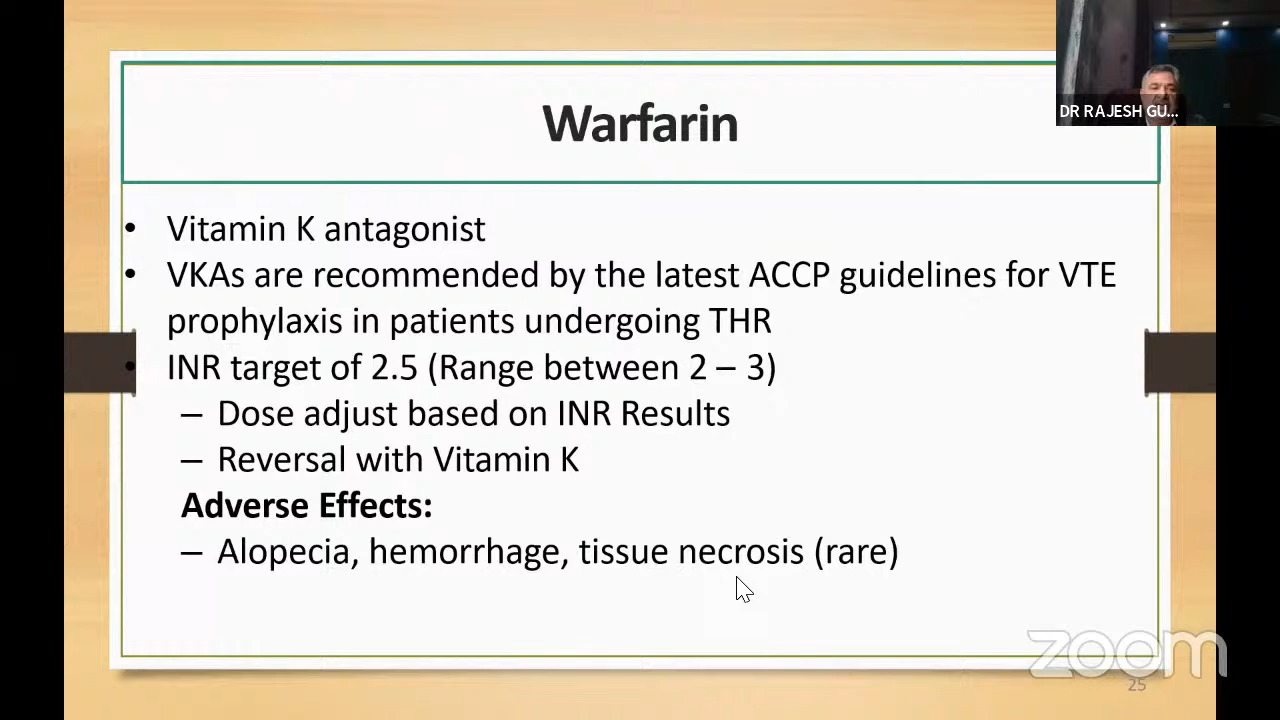 DR RAJESH GU...
Warfarin
• Vitamin K antagonist
• VKAs are recommended by the latest ACCP guidelines for VTE
prophylaxis in patients undergoing THR
• INR target of 2.5 (Range between 2 – 3)
– Dose adjust based on INR Results
– Reversal with Vitamin K
Adverse Effects:
– Alopecia, hemorrhage, tissue necrosis (rare)
zoom
25